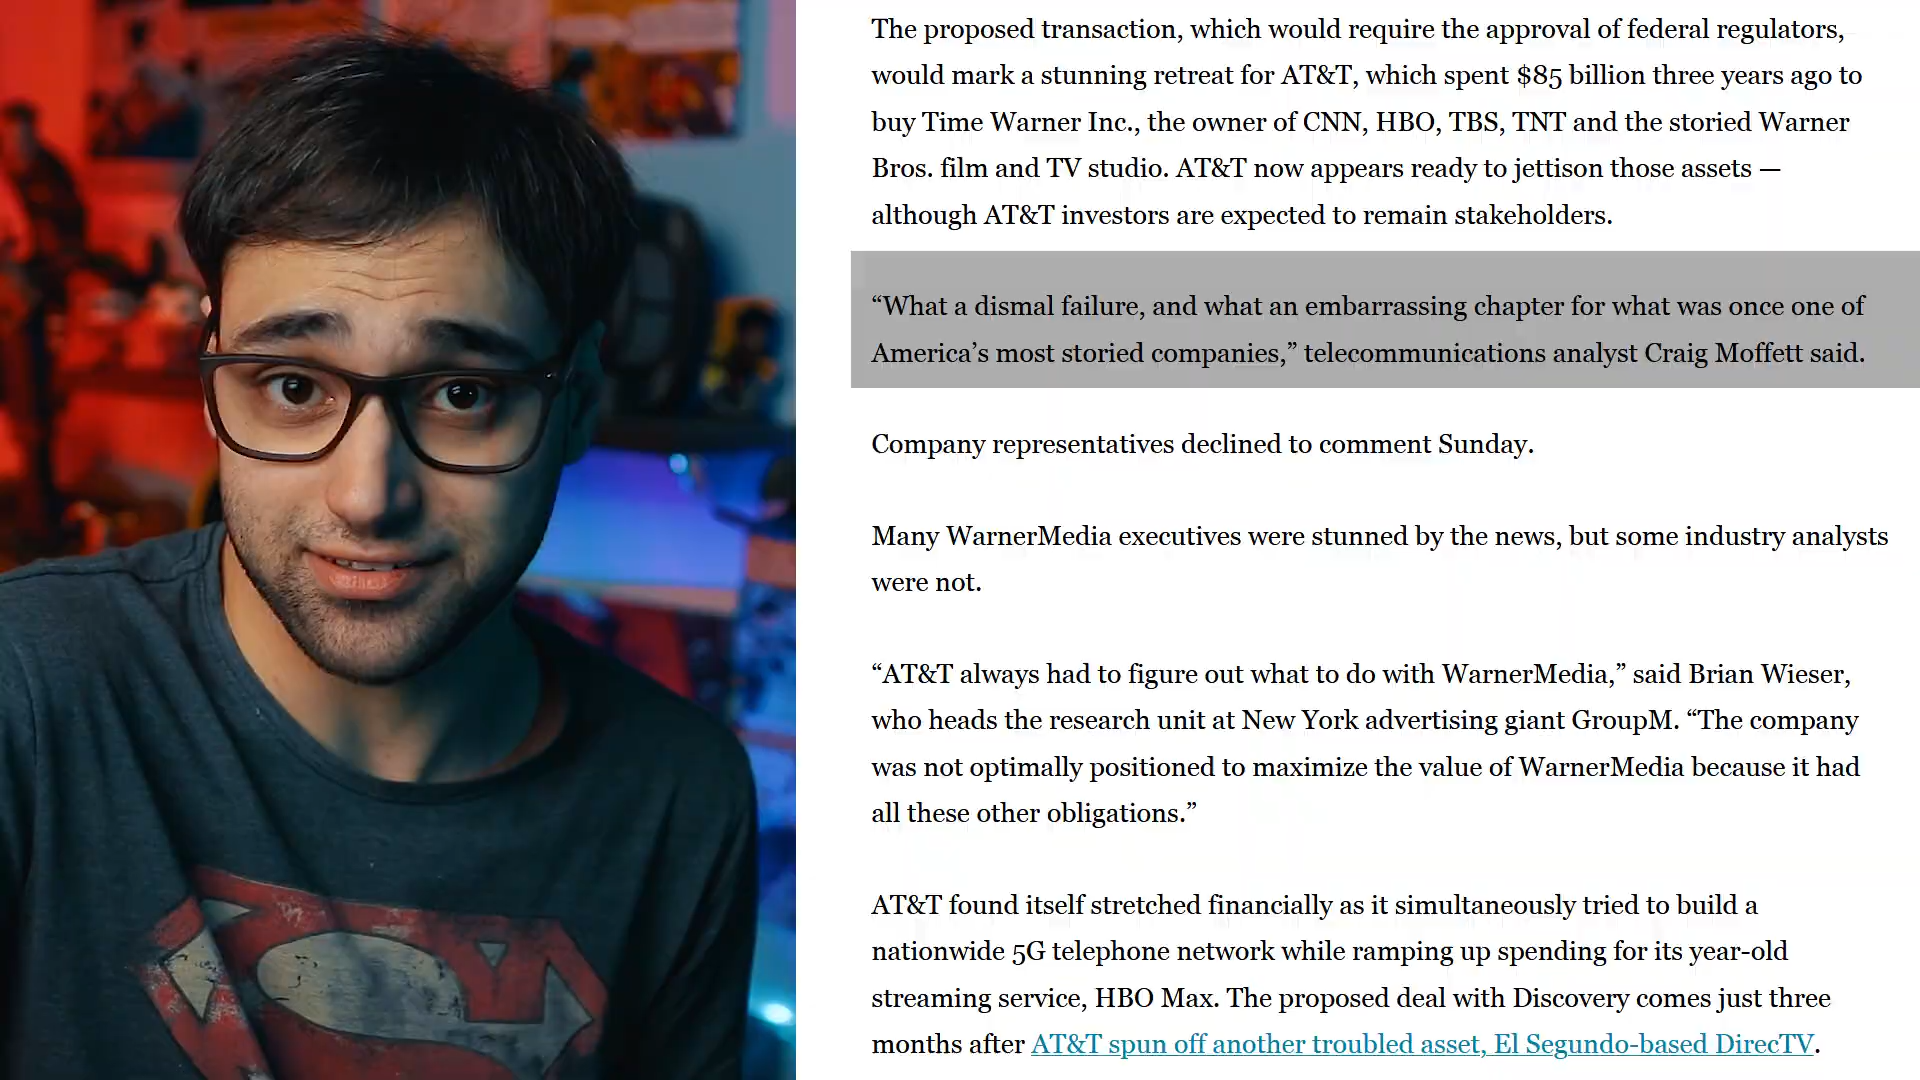 The proposed transaction, which would require the approval of federal regulators,
would mark a stunning retreat for AT&T, which spent $85 billion three years ago to
buy Time Warner Inc., the owner of CNN, HBO, TBS, TNT and the storied Warner
Bros. film and TV studio. AT&T now appears ready to jettison those assets —
although AT&T investors are expected to remain stakeholders.
“What a dismal failure, and what an embarrassing chapter for what was once one of
America’s most storied companies,” telecommunications analyst Craig Moffett said.
Company representatives declined to comment Sunday.
Many WarnerMedia executives were stunned by the news, but some industry analysts
were not.
“AT&T always had to figure out what to do with WarnerMedia,” said Brian Wieser,
who heads the research unit at New York advertising giant GroupM. “The company
was not optimally positioned to maximize the value of WarnerMedia because it had
all these other obligations.”
AT&T found itself stretched financially as it simultaneously tried to build a
nationwide 5G telephone network while ramping up spending for its year-old
streaming service, HBO Max. The proposed deal with Discovery comes just three
months after AT&T spun off another troubled asset, El Segundo-based DirecTV.